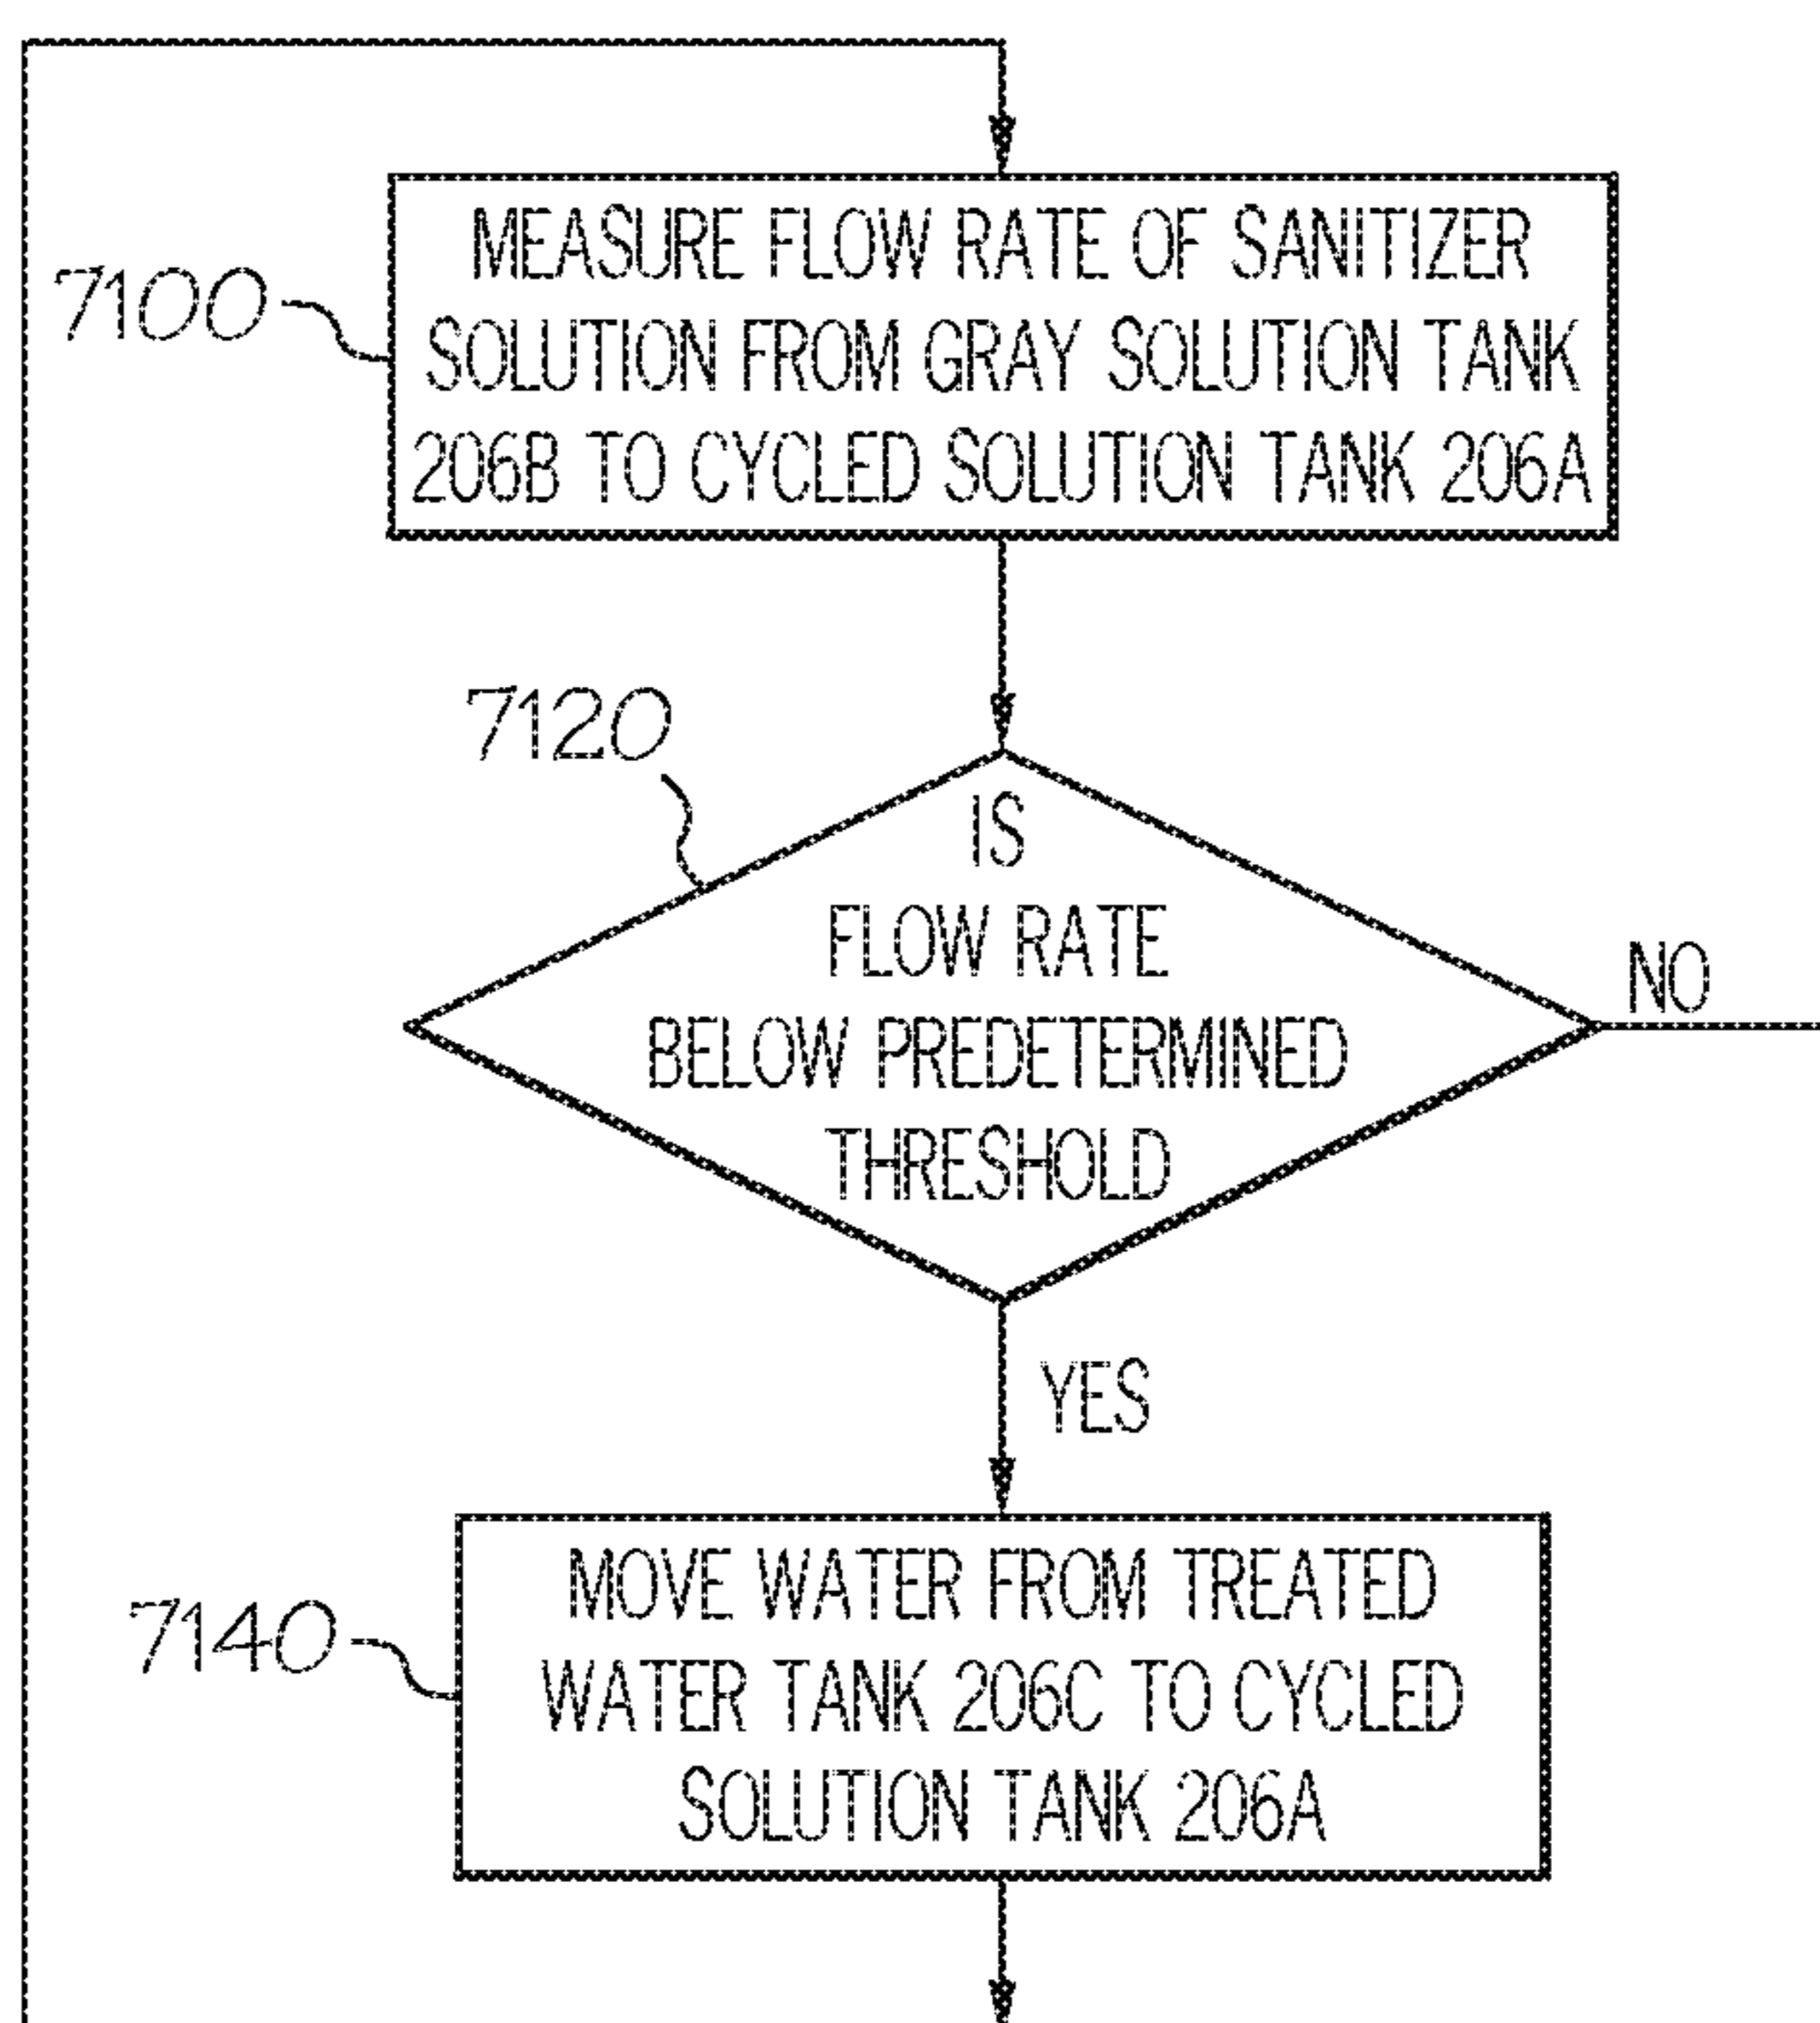 MEASURE FLOW RATE OF SANITIZER
SOLUTION FROM GRAY SOLUTION TANK
206B TO CYCLED SOLUTION TANK 206A
7100
7120
IS
FLOW RATE
BELOW PREDETERMINED
THRESHOLD
NO
YES
7140
MOVE WATER FROM TREATED
WATER TANK 206C TO CYCLED
SOLUTION TANK 206A